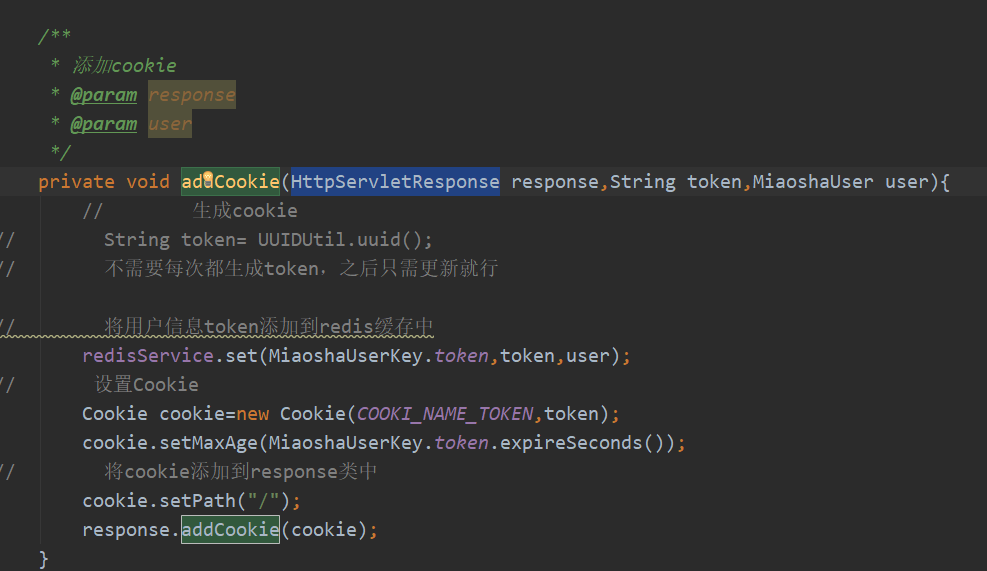 /**
 * 添加cookie
 * @param response
 * @param user
 */
private void addCookie(HttpServletResponse response,String token,MiaoshaUser user){
    //        生成cookie
//        String token= UUIDUtil.uuid();
//        不需要每次都生成token，之后只需更新就行
//        将用户信息token添加到redis缓存中
    redisService.set(MiaoshaUserKey.token,token,user);
//       设置Cookie
    Cookie cookie=new Cookie(COOKI_NAME_TOKEN,token);
    cookie.setMaxAge(MiaoshaUserKey.token.expireSeconds());
//        将cookie添加到response类中
    cookie.setPath("/");
    response.addCookie(cookie);
}